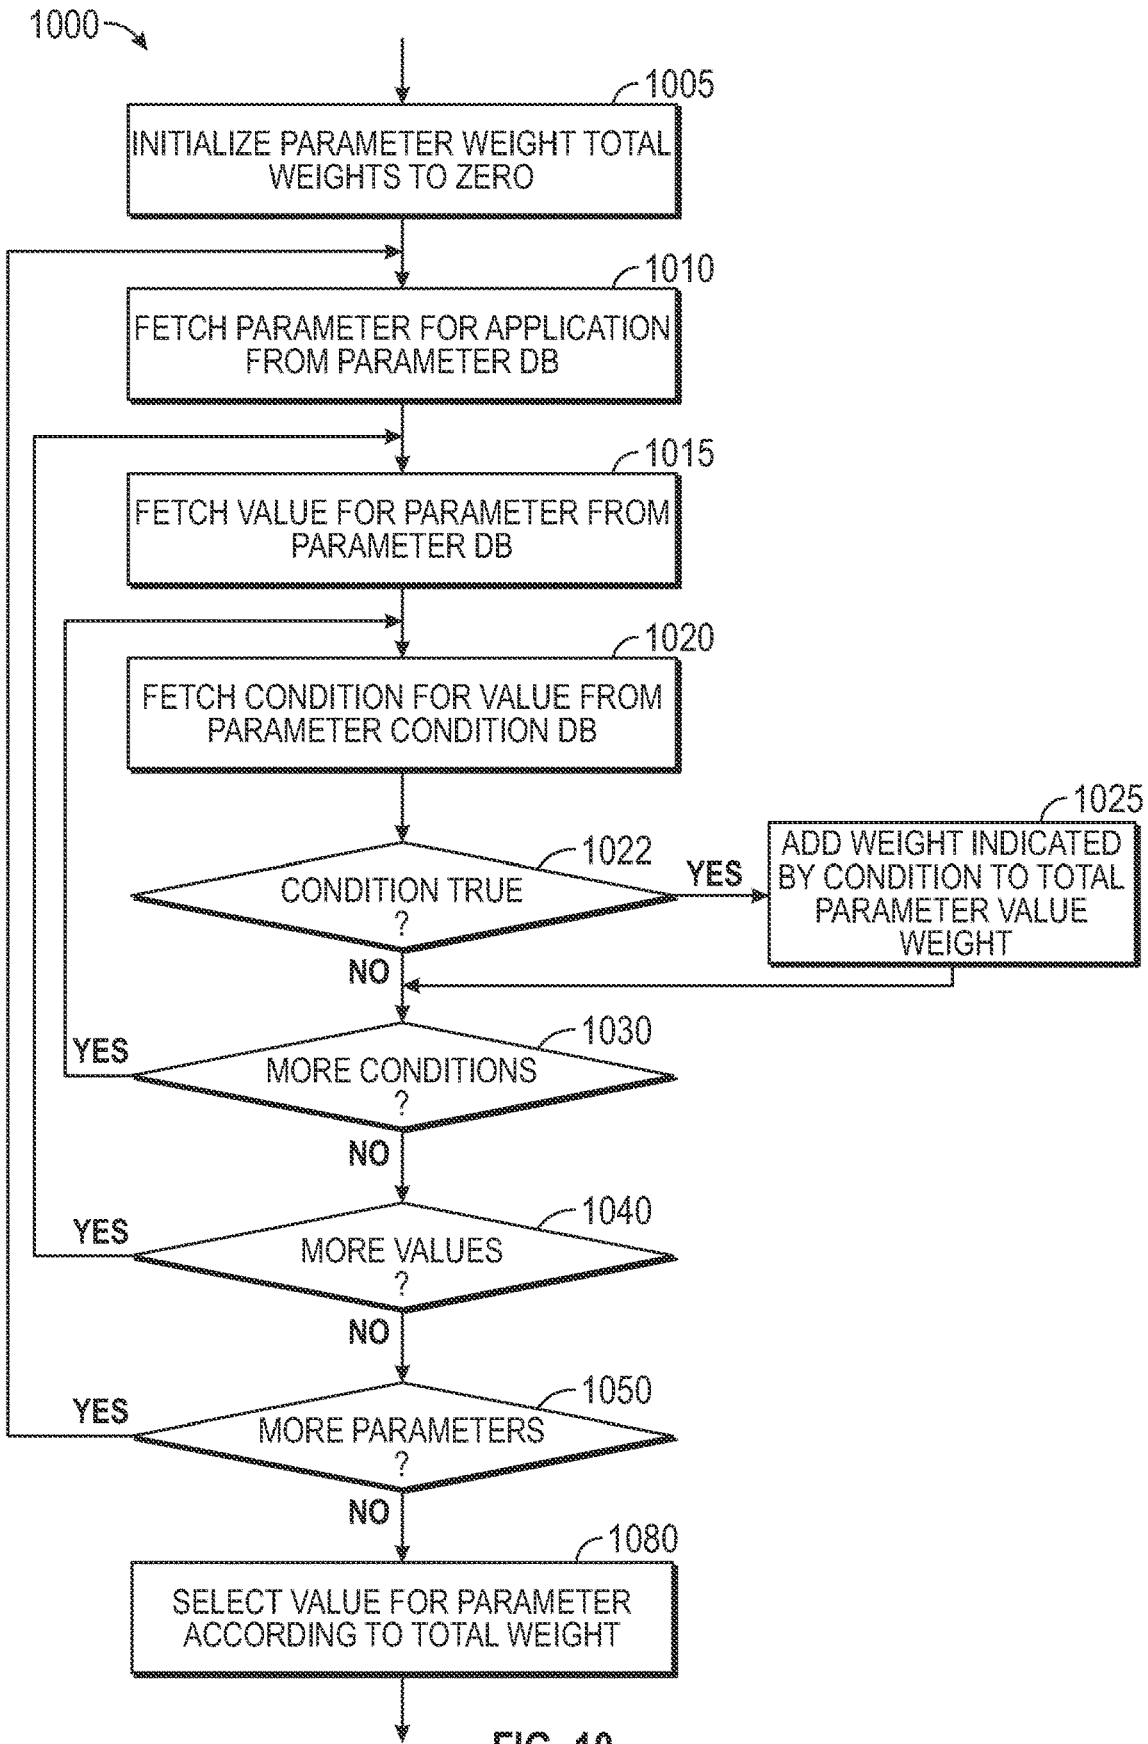 1000
1005
INITIALIZE PARAMETER WEIGHT TOTAL
WEIGHTS TO ZERO
1010
FETCH PARAMETER FOR APPLICATION
FROM PARAMETER DB
1015
FETCH VALUE FOR PARAMETER FROM
PARAMETER DB
1020
FETCH CONDITION FOR VALUE FROM
PARAMETER CONDITION DB
1022
CONDITION TRUE
?
YES
1025
ADD WEIGHT INDICATED
BY CONDITION TO TOTAL
PARAMETER VALUE
WEIGHT
NO
1030
MORE CONDITIONS
?
YES
NO
1040
MORE VALUES
?
YES
NO
1050
MORE PARAMETERS
?
YES
NO
1080
SELECT VALUE FOR PARAMETER
ACCORDING TO TOTAL WEIGHT
FIG. 10